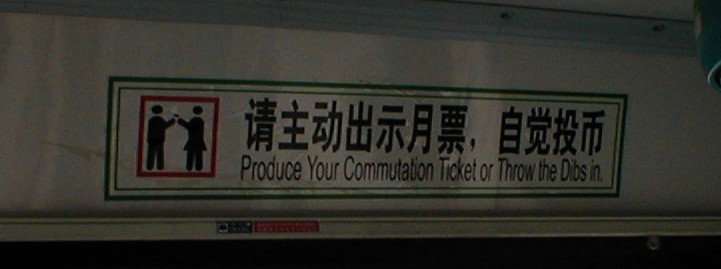 请主动出示月票，自觉投币
Produce Your Commutation Ticket or Throw the Dibs in.